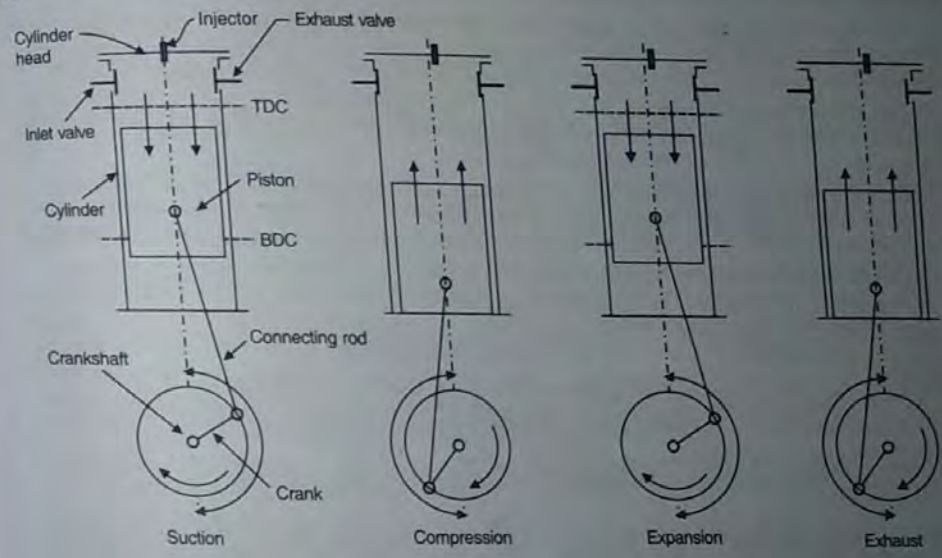 Injector
Exhaust valve
Cylinder
head
TDC
Inlet valve
Piston
Cylinder
BDC
Connecting rod
Crankshaft
Crank
Suction
Compression
Expansion
Exhaust